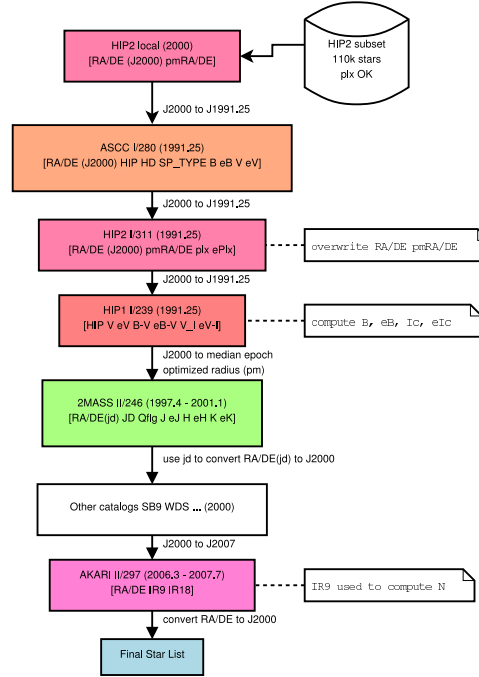 HIP2 local (2000)
[RA/DE (J2000) pmRA/DE]
HIP2 subset
110k stars
plx OK
J2000 to J1991.25
ASCC I/280 (1991.25)
[RA/DE (J2000) HIP HD SP_TYPE B eB V eV]
J2000 to J1991.25
HIP2 I/311 (1991.25)
[RA/DE (J2000) pmRA/DE plx ePlx]
overwrite RA/DE pmRA/DE
J2000 to J1991.25
HIP1 I/239 (1991.25)
[HIP V eV B-V eB-V V_I eV-I]
compute B, eB, Ic, eIc
J2000 to median epoch
optimized radius (pm)
2MASS II/246 (1997.4 - 2001.1)
[RA/DE(jd) JD Qflg J eJ H eH K eK]
use jd to convert RA/DE(jd) to J2000
Other catalogs SB9 WDS ... (2000)
J2000 to J2007
AKARI II/297 (2006.3 - 2007.7)
[RA/DE IR9 IR18]
IR9 used to compute N
convert RA/DE to J2000
Final Star List